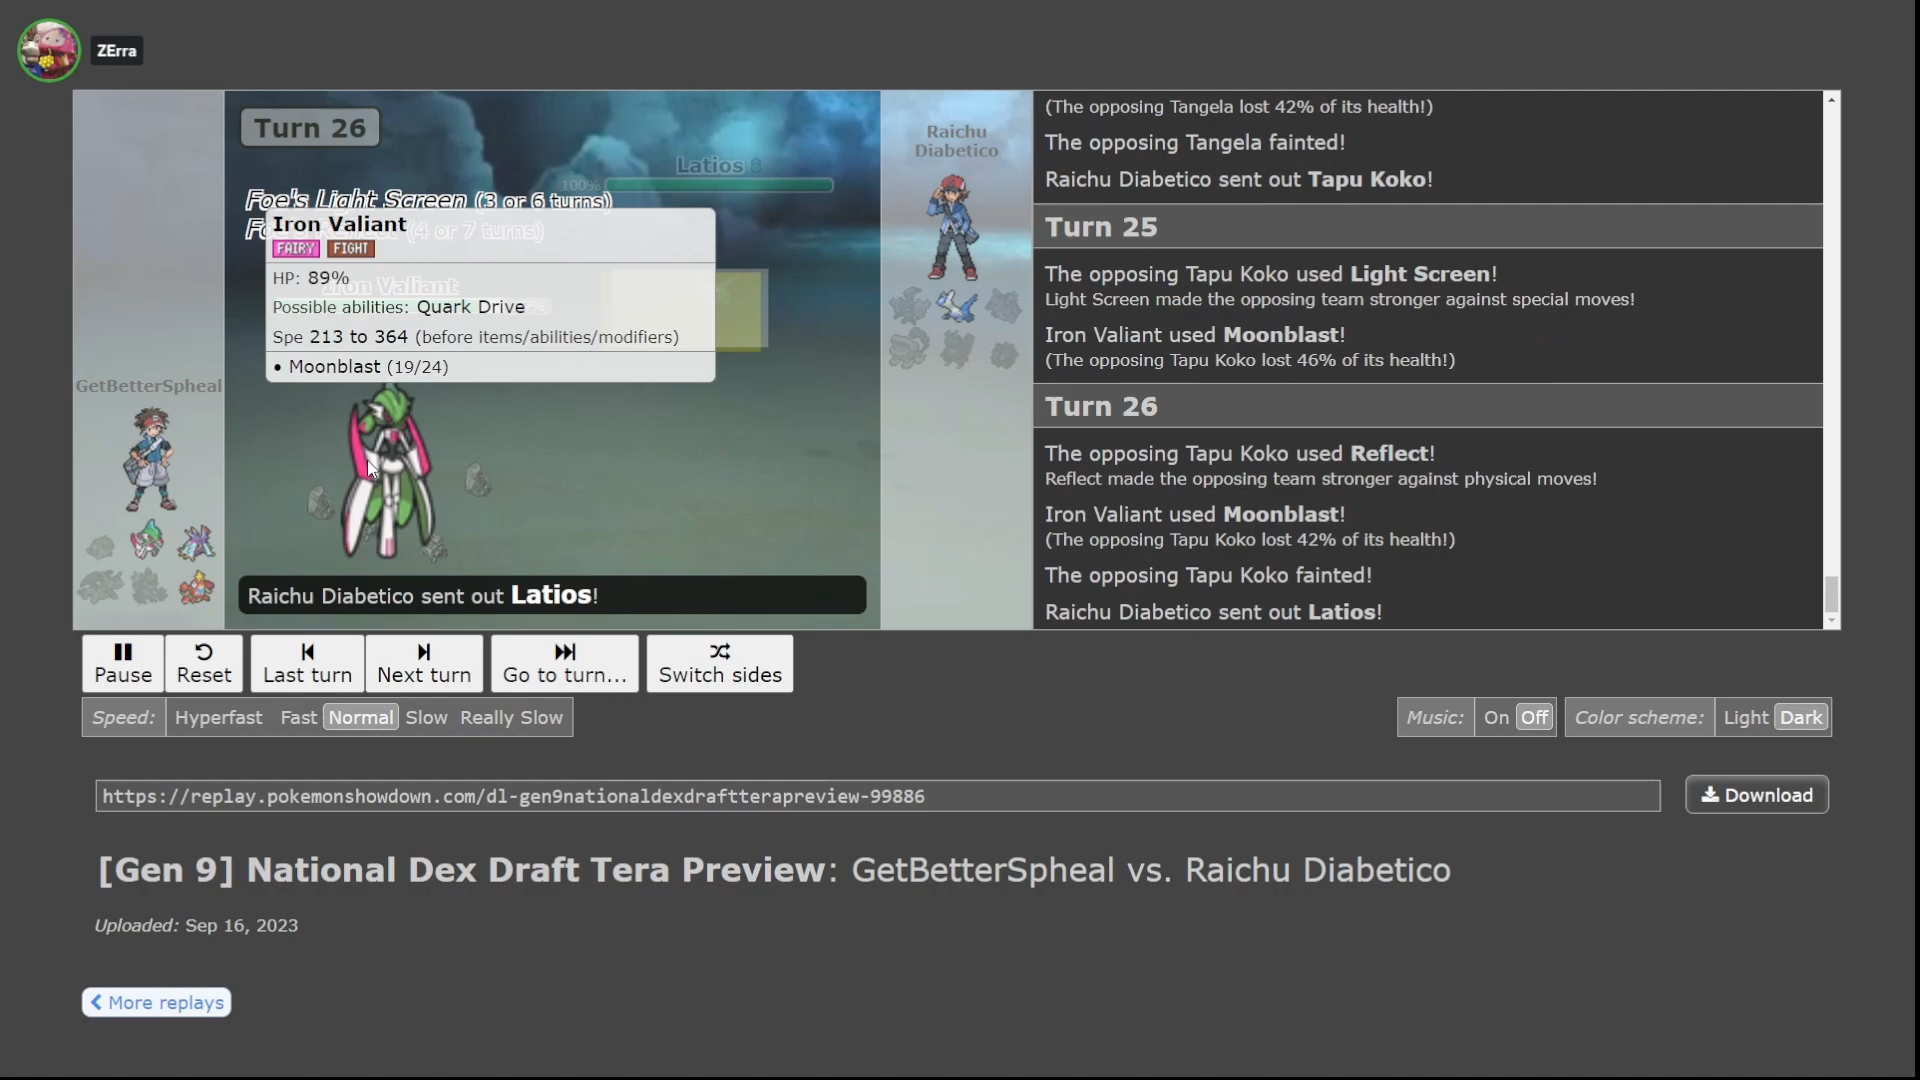 ZErra
Turn 26
Latios
100%
Foe's Light Screen (3 or 6 turns)
(4 or 7 turns)
Iron Valiant
FAIRY FIGHT
HP: 89%
Iron Valiant
Possible abilities: Quark Drive
Spe 213 to 364 (before items/abilities/modifiers)
• Moonblast (19/24)
GetBetterSpheal
Raichu Diabetico sent out Latios!
Raichu
Diabetico
(The opposing Tangela lost 42% of its health!)
The opposing Tangela fainted!
Raichu Diabetico sent out Tapu Koko!
Turn 25
The opposing Tapu Koko used Light Screen!
Light Screen made the opposing team stronger against special moves!
Iron Valiant used Moonblast!
(The opposing Tapu Koko lost 46% of its health!)
Turn 26
The opposing Tapu Koko used Reflect!
Reflect made the opposing team stronger against physical moves!
Iron Valiant used Moonblast!
(The opposing Tapu Koko lost 42% of its health!)
The opposing Tapu Koko fainted!
Raichu Diabetico sent out Latios!
Pause Reset Last turn Next turn Go to turn... Switch sides
Speed: Hyperfast Fast Normal Slow Really Slow
Music: On Off Color scheme: Light Dark
https://replay.pokemonshowdown.com/dl-gen9nationaldexdraftterapreview-99886
Download
[Gen 9] National Dex Draft Tera Preview: GetBetterSpheal vs. Raichu Diabetico
Uploaded: Sep 16, 2023
More replays